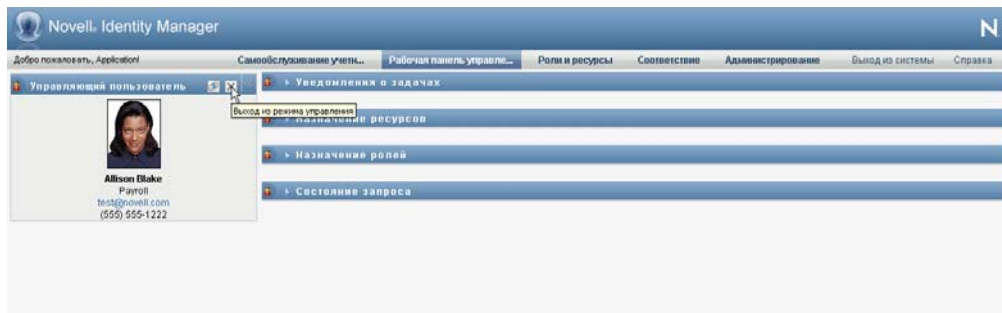 Novell® Identity Manager
N
Добро пожаловать, Application!
Самообслуживание учетн... Рабочая панель управле... Роли и ресурсы Соответствие Администрирование Выход из системы Справка
Управляющий пользователь
Уведомления о задачах
Выход из режима управления
Назначение ресурсов
Назначение ролей
Состояние запроса
Allison Blake
Payroll
test@novell.com
(555) 555-1222